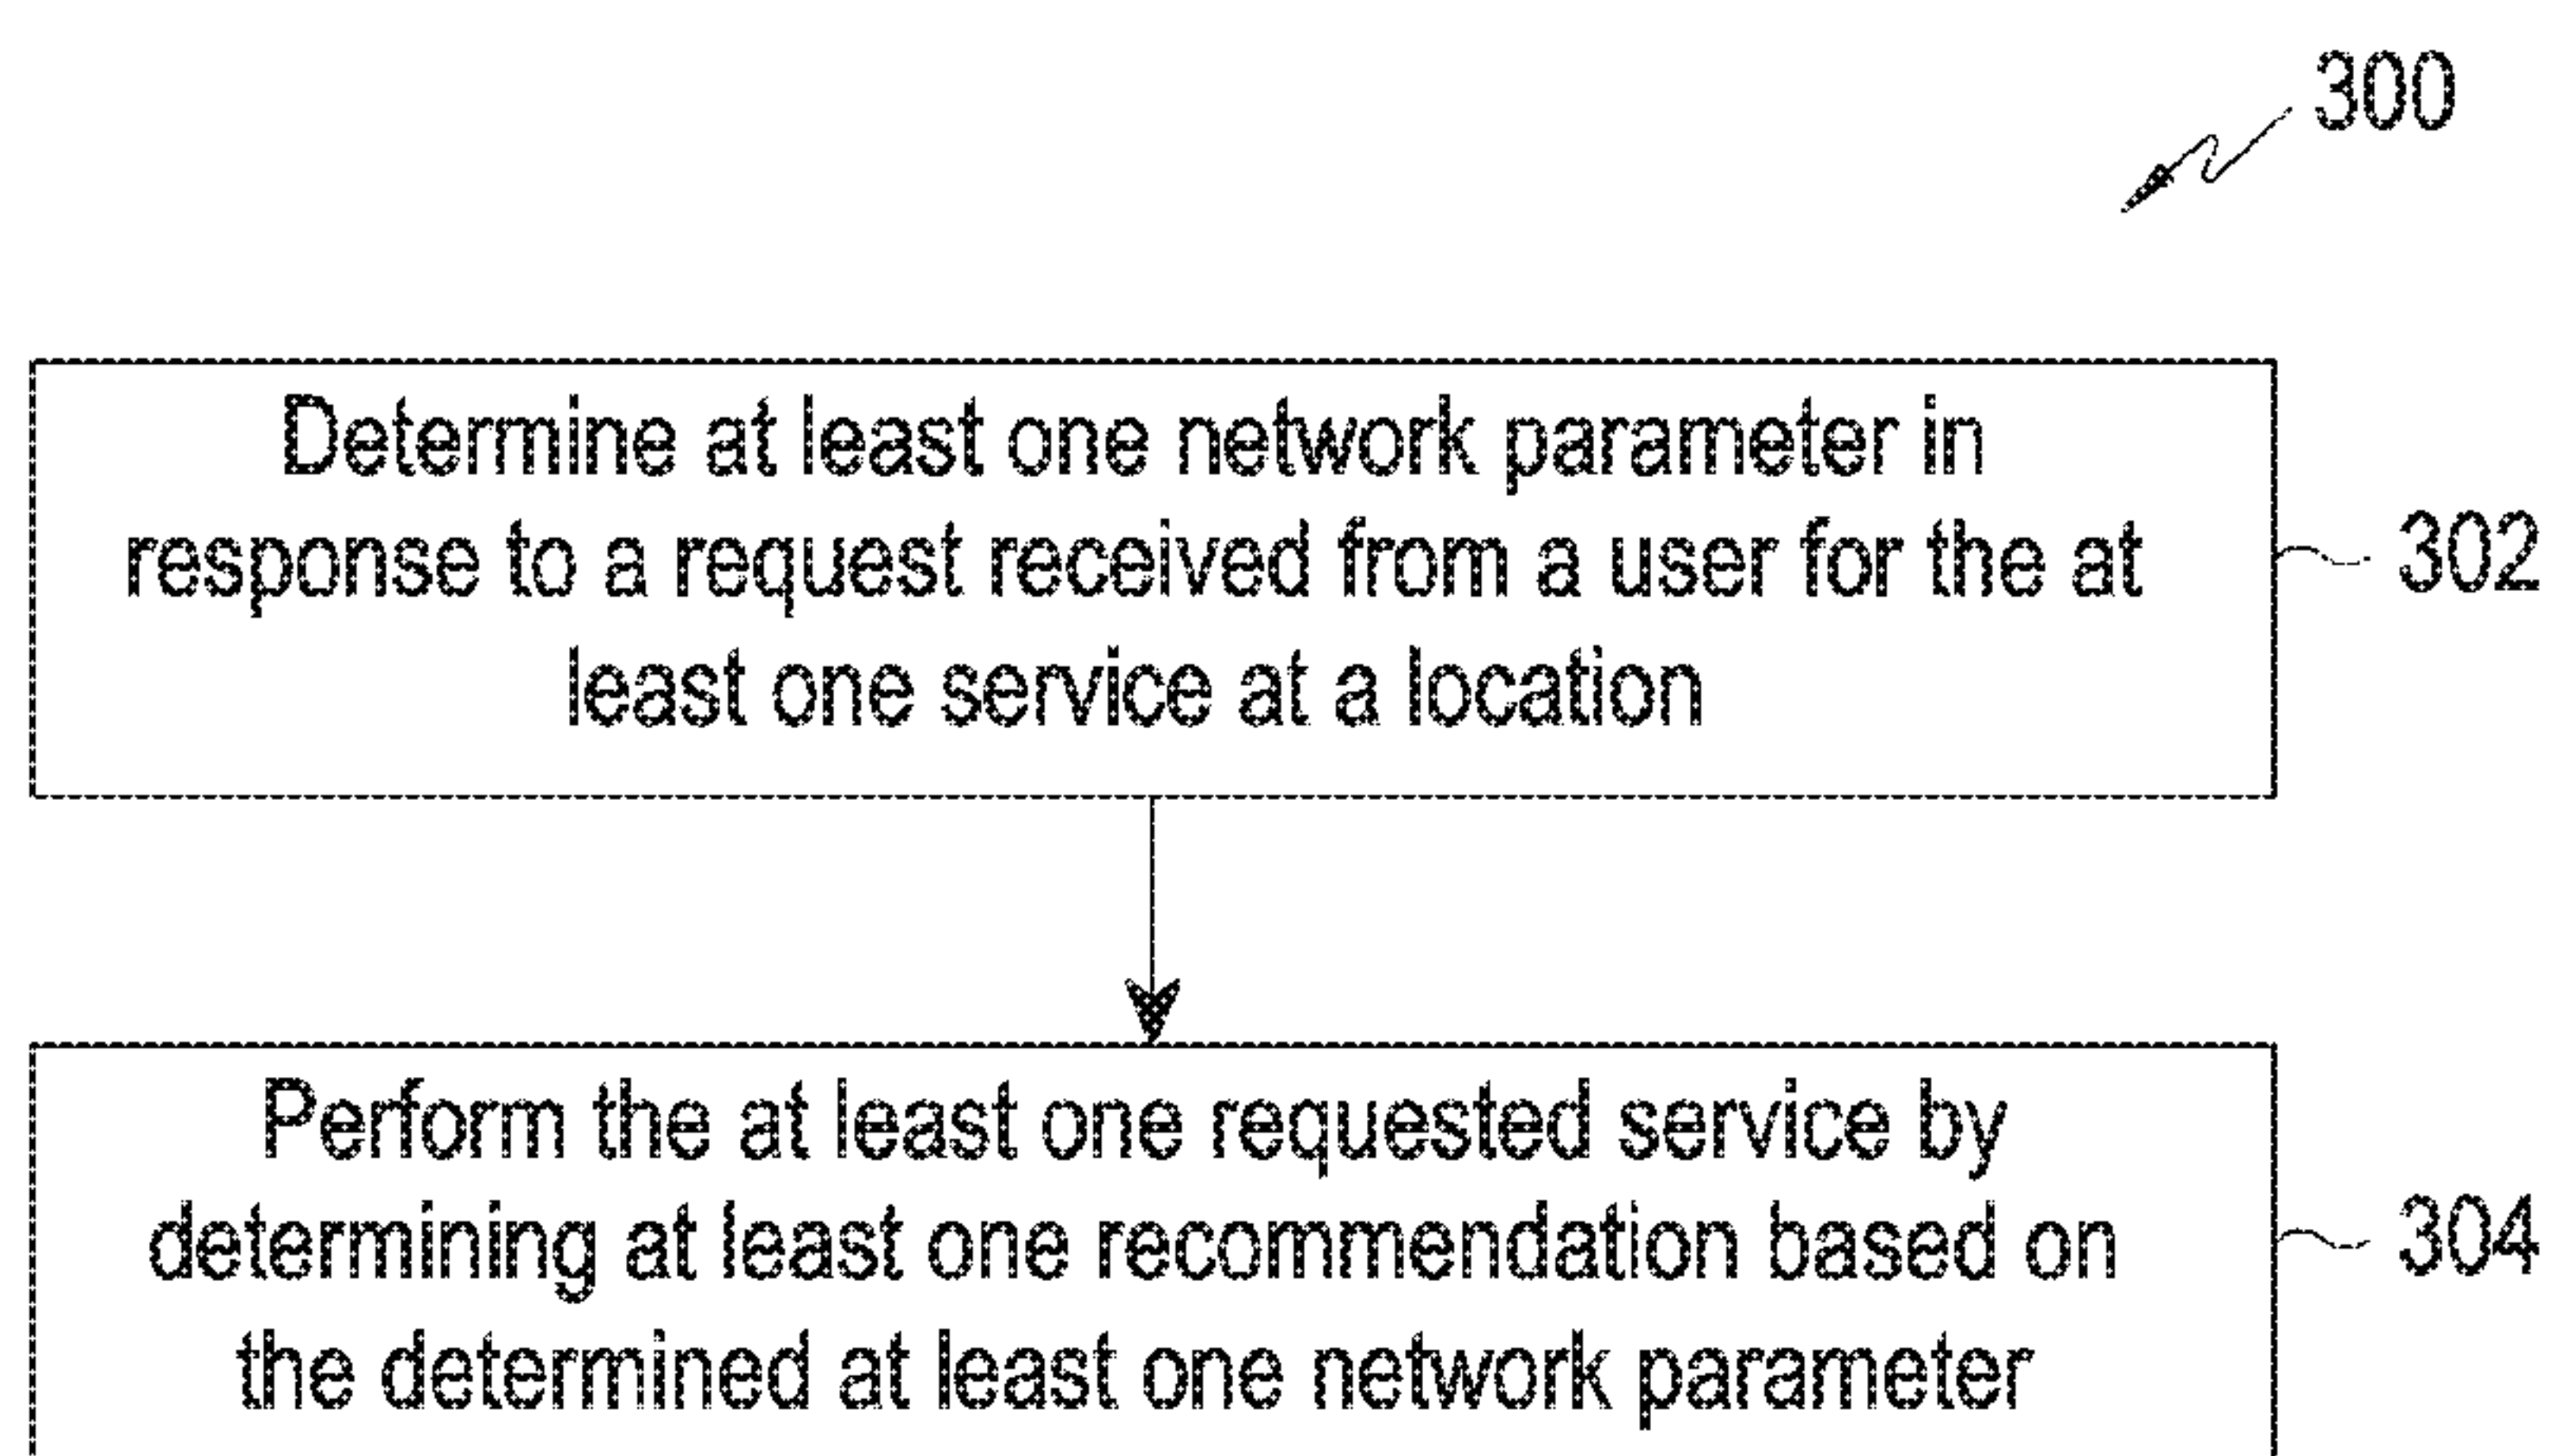 300
Determine at least one network parameter in
response to a request received from a user for the at
least one service at a location
302
Perform the at least one requested service by
determining at least one recommendation based on
the determined at least one network parameter
304